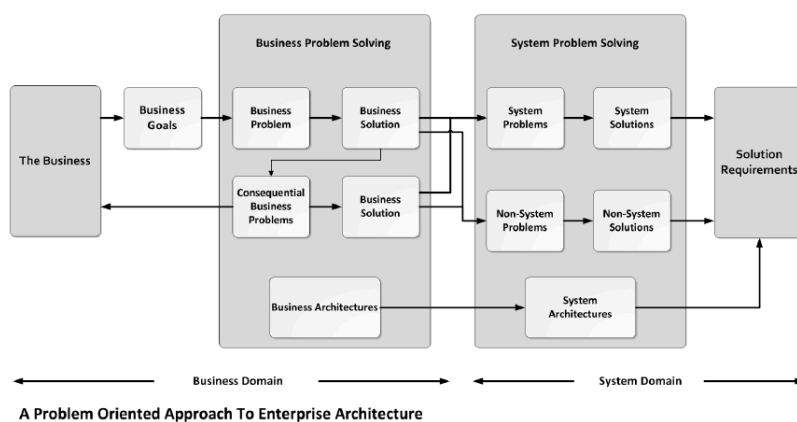 Business Problem Solving
System Problem Solving
The Business
Business
Goals
Business
Problem
Business
Solution
System
Problems
System
Solutions
Solution
Requirements
Consequential
Business
Problems
Business
Solution
Non-System
Problems
Non-System
Solutions
Business Architectures
System
Architectures
Business Domain
System Domain
A Problem Oriented Approach To Enterprise Architecture